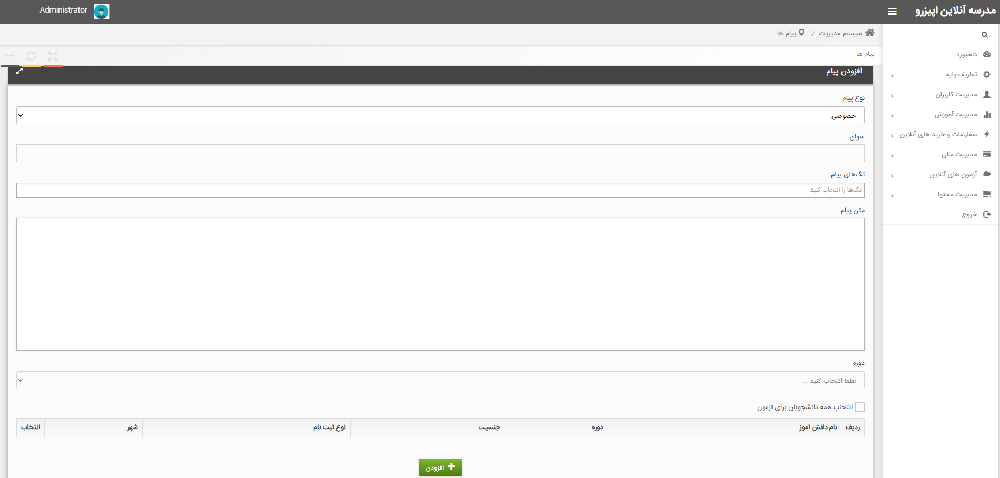 مدرسه آنلاین اپیزرو
Administrator
سیستم مدیریت / پیام ها
پیام ها
داشبورد
تعاریف پایه
مدیریت کاربران
مدیریت آموزش
سفارشات و خرید های آنلاین
مدیریت مالی
آزمون های آنلاین
مدیریت محتوا
خروج
افزودن پیام
نوع پیام
خصوصی
عنوان
تگ‌های پیام
تگ‌ها را انتخاب کنید
متن پیام
دوره
لطفاً انتخاب کنید ...
انتخاب همه دانشجویان برای آزمون
ردیف نام دانش آموز دوره جنسیت نوع ثبت نام شهر انتخاب
افزودن